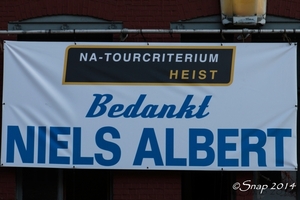 NA-TOURCRITERIUM
HEIST
Bedankt
NIELS ALBERT
©Snap 2014